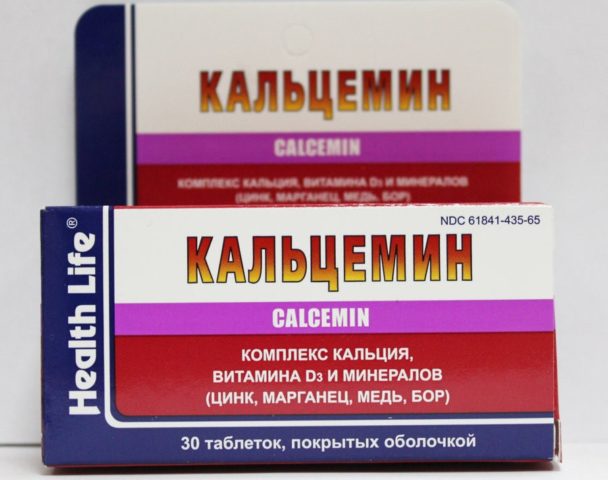 КАЛЬЦЕМИН
CALCEMIN
КОМПЛЕКС КАЛЬЦИЯ, ВИТАМИНА D3 И МИНЕРАЛОВ
(ЦИНК, МАРГАНЕЦ, МЕДЬ, БОР)
Health Life®
NDC 61841-435-65
КАЛЬЦЕМИН
CALCEMIN
КОМПЛЕКС КАЛЬЦИЯ,
ВИТАМИНА D3 И МИНЕРАЛОВ
(ЦИНК, МАРГАНЕЦ, МЕДЬ, БОР)
30 таблеток, покрытых оболочкой